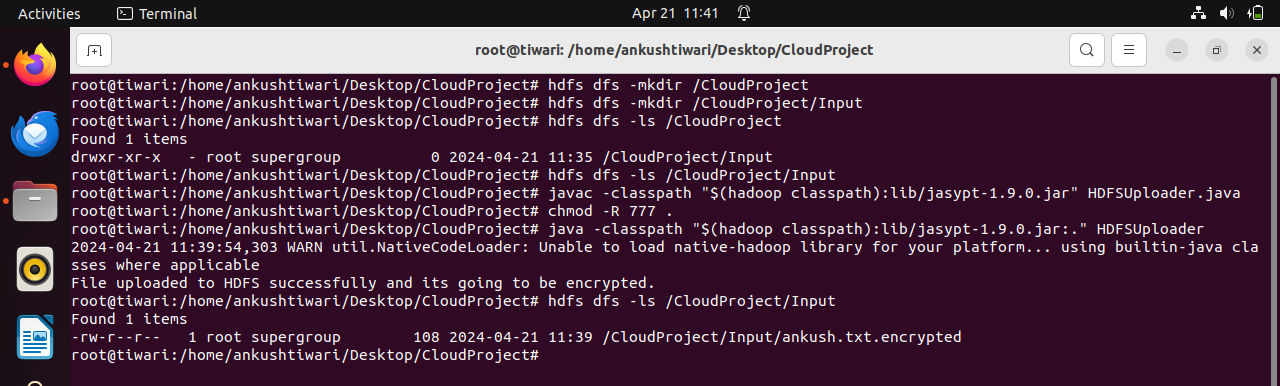 Activities Terminal Apr 21 11:41
root@tiwari: /home/ankushtiwari/Desktop/CloudProject
root@tiwari:/home/ankushtiwari/Desktop/CloudProject# hdfs dfs -mkdir /CloudProject
root@tiwari:/home/ankushtiwari/Desktop/CloudProject# hdfs dfs -mkdir /CloudProject/Input
root@tiwari:/home/ankushtiwari/Desktop/CloudProject# hdfs dfs -ls /CloudProject
Found 1 items
drwxr-xr-x   - root supergroup          0 2024-04-21 11:35 /CloudProject/Input
root@tiwari:/home/ankushtiwari/Desktop/CloudProject# hdfs dfs -ls /CloudProject/Input
root@tiwari:/home/ankushtiwari/Desktop/CloudProject# javac -classpath "$(hadoop classpath):lib/jasypt-1.9.0.jar" HDFSUploader.java
root@tiwari:/home/ankushtiwari/Desktop/CloudProject# chmod -R 777 .
root@tiwari:/home/ankushtiwari/Desktop/CloudProject# java -classpath "$(hadoop classpath):lib/jasypt-1.9.0.jar:." HDFSUploader
2024-04-21 11:39:54,303 WARN util.NativeCodeLoader: Unable to load native-hadoop library for your platform... using builtin-java cla
sses where applicable
File uploaded to HDFS successfully and its going to be encrypted.
root@tiwari:/home/ankushtiwari/Desktop/CloudProject# hdfs dfs -ls /CloudProject/Input
Found 1 items
-rw-r--r--   1 root supergroup        108 2024-04-21 11:39 /CloudProject/Input/ankush.txt.encrypted
root@tiwari:/home/ankushtiwari/Desktop/CloudProject#